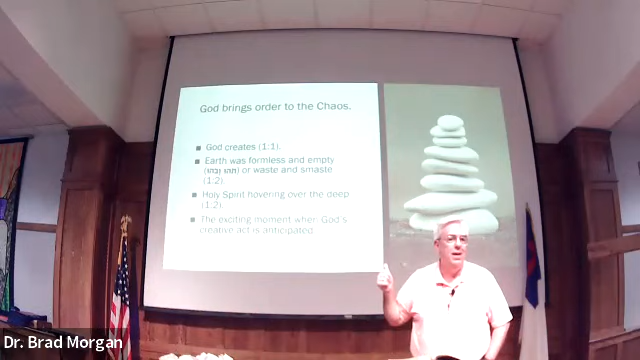 God brings order to the Chaos.
God creates (1:1).
Earth was formless and empty
(תהו ובהו) or waste and smaste
(1:2).
Holy Spirit hovering over the deep
(1:2).
The exciting moment when God's
creative act is anticipated.
Dr. Brad Morgan